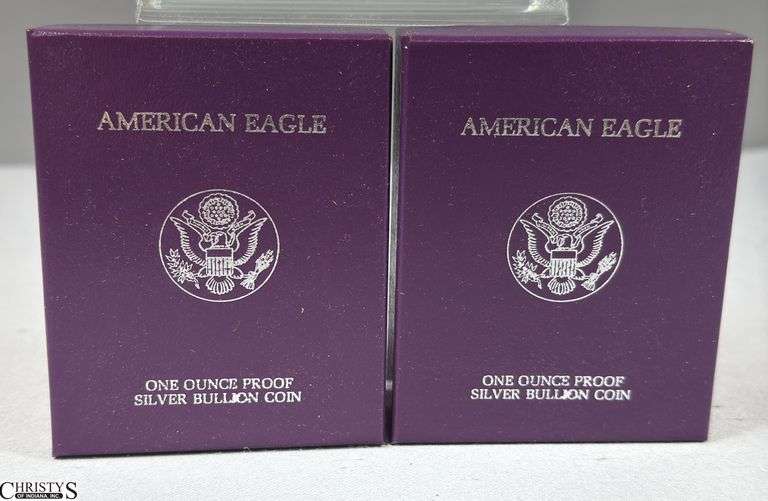 AMERICAN EAGLE
ONE OUNCE PROOF
SILVER BULLION COIN
AMERICAN EAGLE
ONE OUNCE PROOF
SILVER BULLION COIN
CHRISTY'S
OF INDIANA, INC.